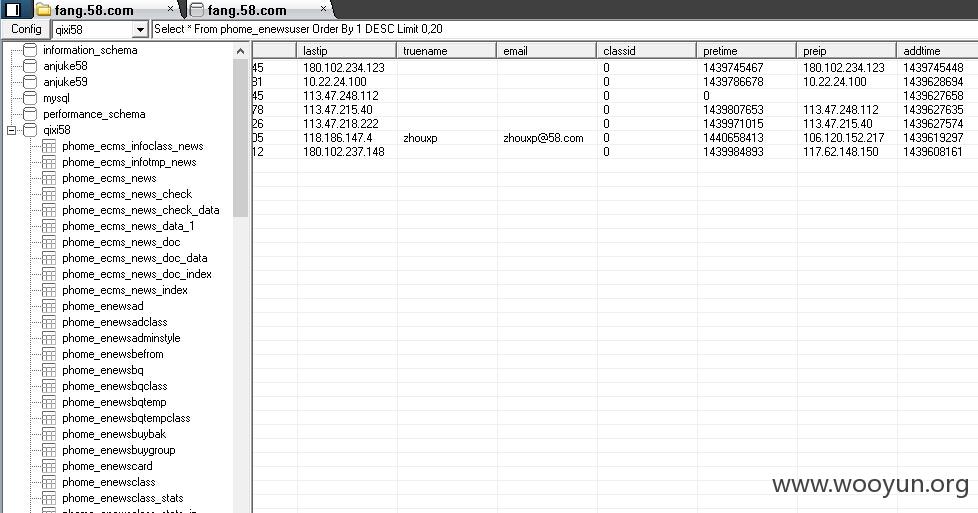 fang.58.com × fang.58.com ×
Config qixi58 Select * From phome_enewsuser Order By 1 DESC Limit 0,20
information_schema
anjuke58
anjuke59
mysql
performance_schema
qixi58
phome_ecms_infoclass_news
phome_ecms_infotmp_news
phome_ecms_news
phome_ecms_news_check
phome_ecms_news_check_data
phome_ecms_news_data_1
phome_ecms_news_doc
phome_ecms_news_doc_data
phome_ecms_news_doc_index
phome_ecms_news_index
phome_enewsad
phome_enewsadclass
phome_enewsadminstyle
phome_enewsbefrom
phome_enewsbq
phome_enewsbqclass
phome_enewsbqtemp
phome_enewsbqtempclass
phome_enewsbuybak
phome_enewsbuygroup
phome_enewscard
phome_enewsclass
phome_enewsclass_stats
lastip truename email classid pretime preip addtime
45 180.102.234.123 0 1439745467 180.102.234.123 1439745448
81 10.22.24.100 0 1439786678 10.22.24.100 1439628694
45 113.47.248.112 0 0 1439627658
78 113.47.215.40 0 1439807653 113.47.248.112 1439627635
26 113.47.218.222 0 1439971015 113.47.215.40 1439627574
05 118.186.147.4 zhouxp zhouxp@58.com 0 1440658413 106.120.152.217 1439619297
12 180.102.237.148 0 1439984893 117.62.148.150 1439608161
www.wooyun.org